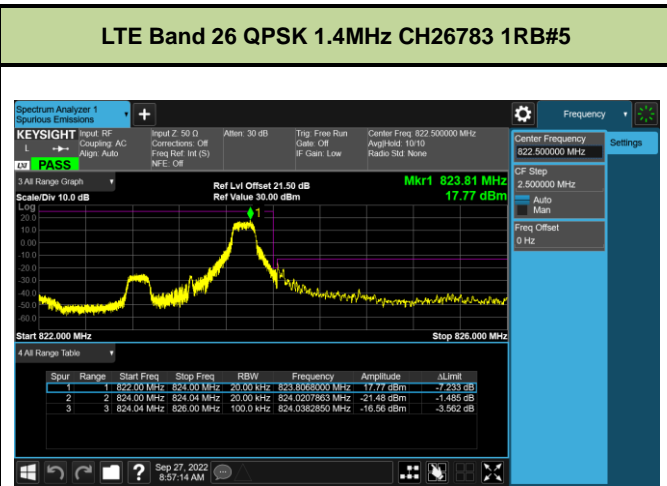 LTE Band 26 QPSK 1.4MHz CH26783 1RB#5
Spectrum Analyzer 1
Spurious Emissions
+
Frequency
KEYSIGHT Input: RF Input Z: 50 Ω Atten: 30 dB Trig: Free Run Center Freq: 822.500000 MHz
L Coupling: AC Corrections: Off Gate: Off Avg|Hold: 10/10
Align: Auto Freq Ref: Int (S) IF Gain: Low Radio Std: None
LXI PASS NFE: Off
Center Frequency
822.500000 MHz
Settings
CF Step
2.500000 MHz
Auto
Man
Freq Offset
0 Hz
3 All Range Graph
Ref Lvl Offset 21.50 dB Mkr1 823.81 MHz
Scale/Div 10.0 dB Ref Value 30.00 dBm 17.77 dBm
Log
1
20.0
10.0
0.00
-10.0
-20.0
-30.0
-40.0
-50.0
-60.0
Start 822.000 MHz Stop 826.000 MHz
4 All Range Table
Spur Range Start Freq Stop Freq RBW Frequency Amplitude ΔLimit
1 1 822.00 MHz 824.00 MHz 20.00 kHz 823.8068000 MHz 17.77 dBm -7.233 dB
2 2 824.00 MHz 824.04 MHz 20.00 kHz 824.0207863 MHz -21.48 dBm -1.485 dB
3 3 824.04 MHz 826.00 MHz 100.0 kHz 824.0382850 MHz -16.56 dBm -3.562 dB
?
Sep 27, 2022
8:57:14 AM